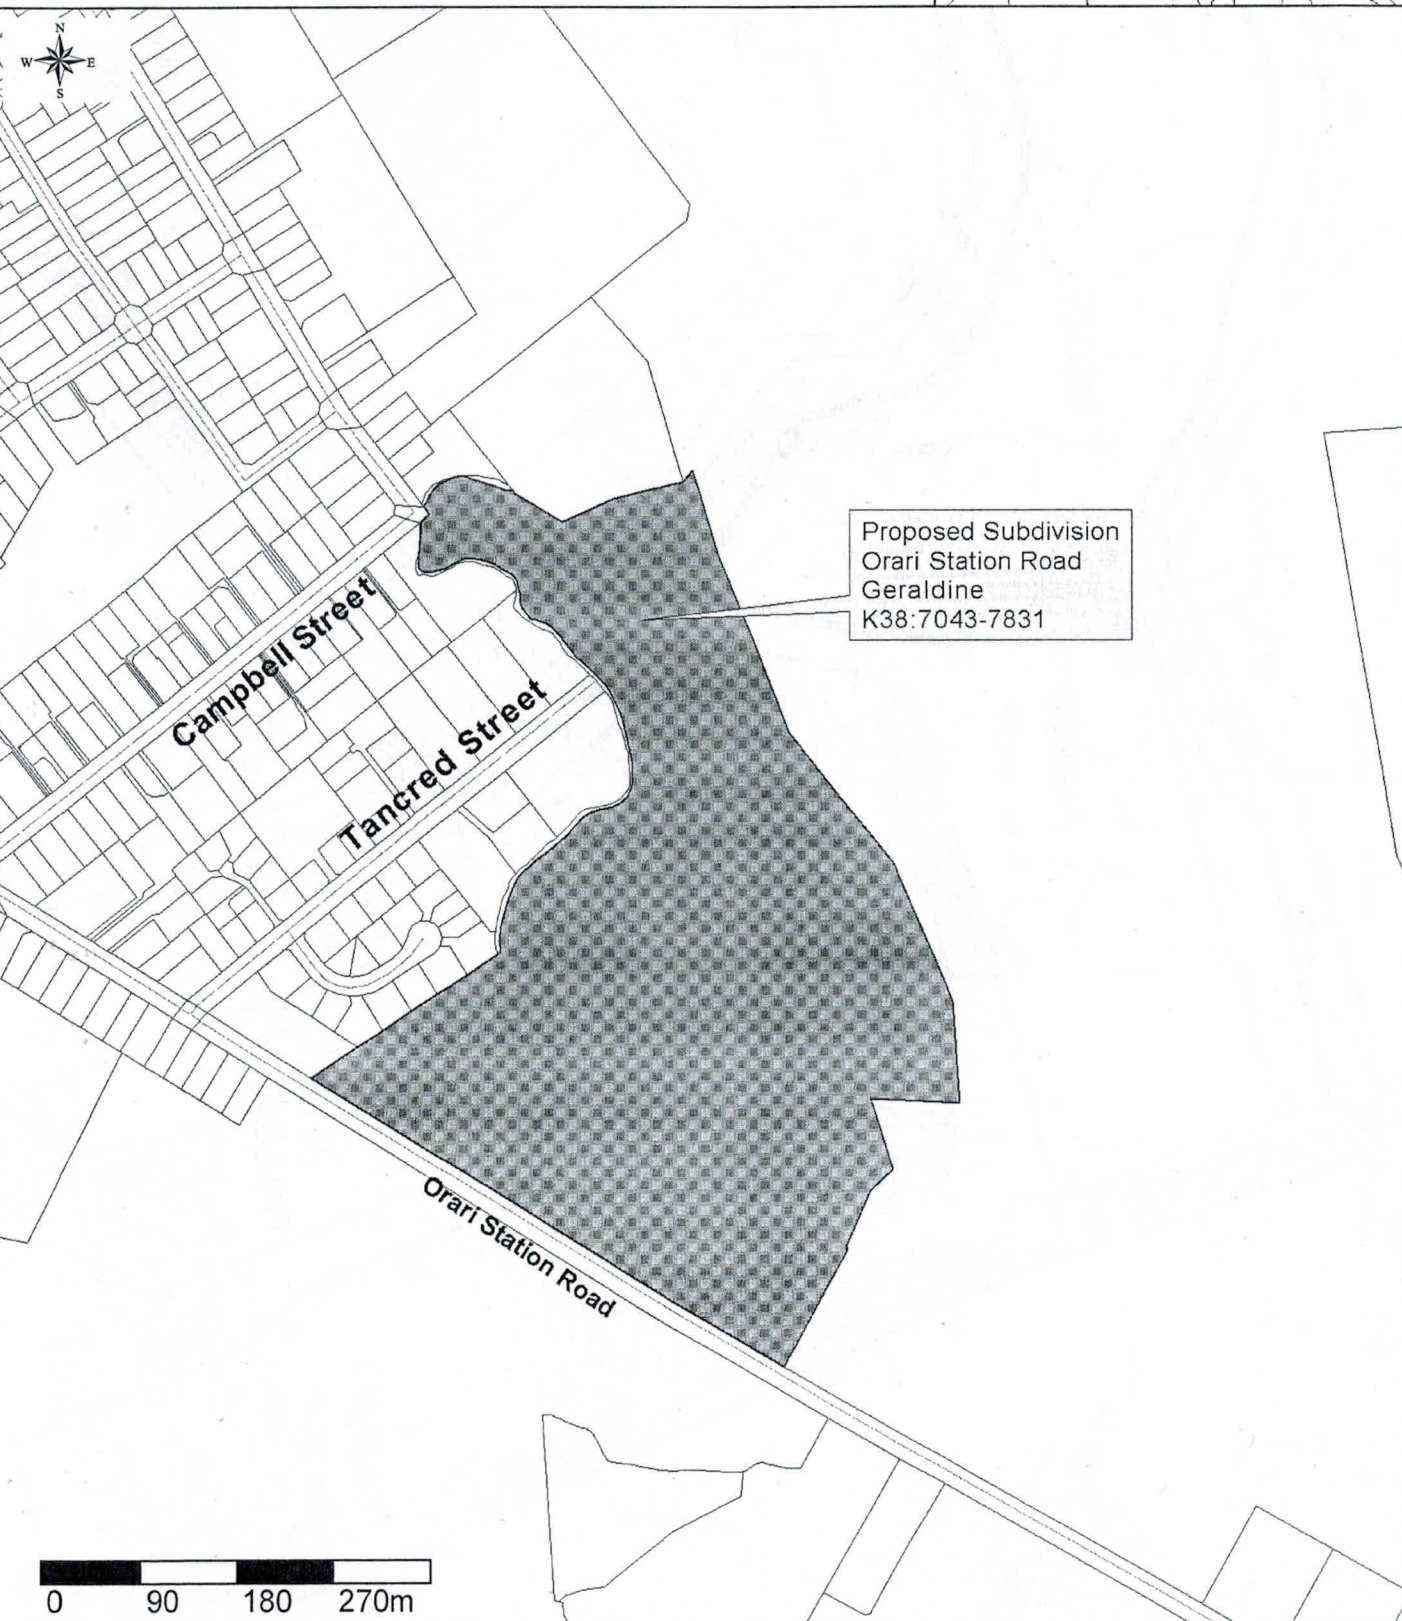 N
W E
S
Proposed Subdivision
Orari Station Road
Geraldine
K38:7043-7831
Campbell Street
Tancred Street
Orari Station Road
0 90 180 270m